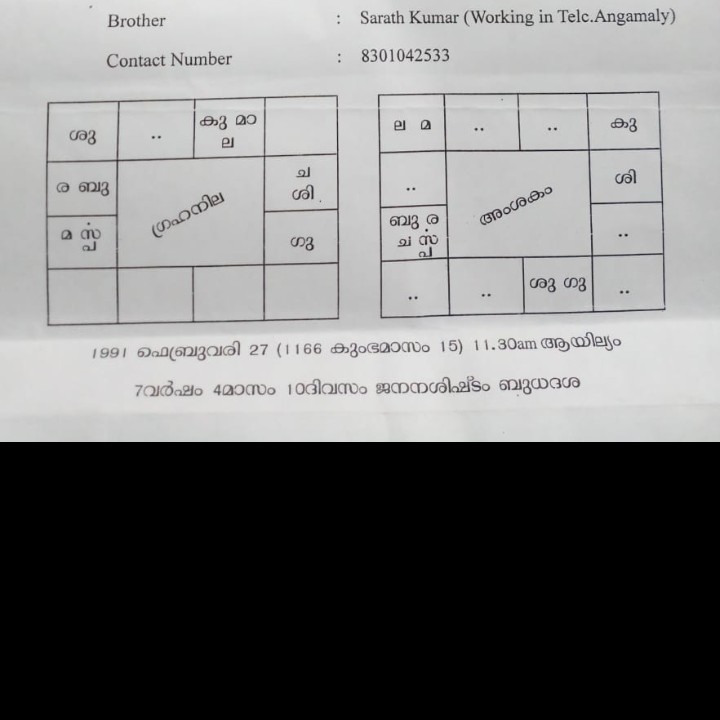 Brother : Sarath Kumar (Working in Telc.Angamaly)
Contact Number : 8301042533
ശു .. കു മാ ല
ര ബു ച ശി
ഗ്രഹനില
മ സ്പ ഗു
ല മ .. .. കു
.. ശി
അംശകം
ബു ര ച സ്പ ..
.. .. ശു ഗു ..
1991 ഫെബ്രുവരി 27 (1166 കുംഭമാസം 15) 11.30am ആയില്യം
7വർഷം 4മാസം 10ദിവസം ജനനശിഷ്ടം ബുധദശ